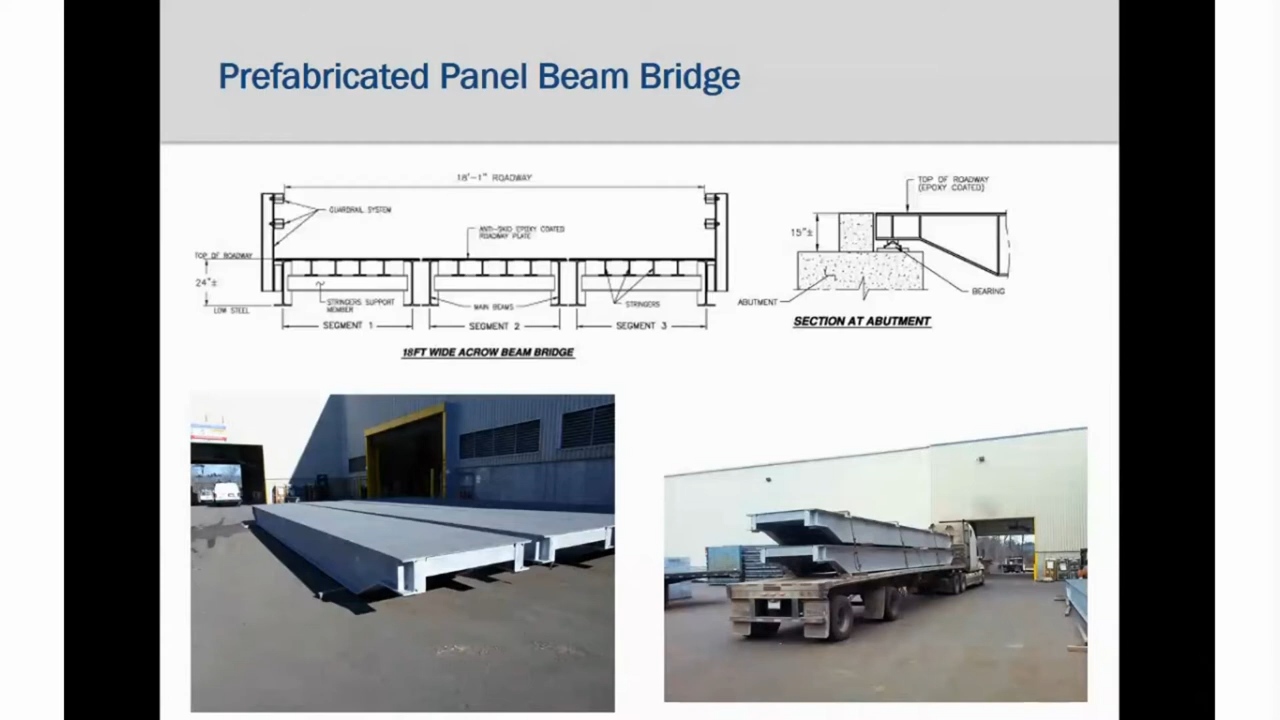 Prefabricated Panel Beam Bridge
18'-1" ROADWAY
GUARDRAIL SYSTEM
ANTI-SKID EPOXY COATED
ROADWAY PLATE
TOP OF ROADWAY
24"±
LOW STEEL
STRINGERS SUPPORT
MEMBER
MAIN BEAMS
STRINGERS
SEGMENT 1
SEGMENT 2
SEGMENT 3
18FT WIDE ACROW BEAM BRIDGE
TOP OF ROADWAY
(EPOXY COATED)
15"±
ABUTMENT
BEARING
SECTION AT ABUTMENT